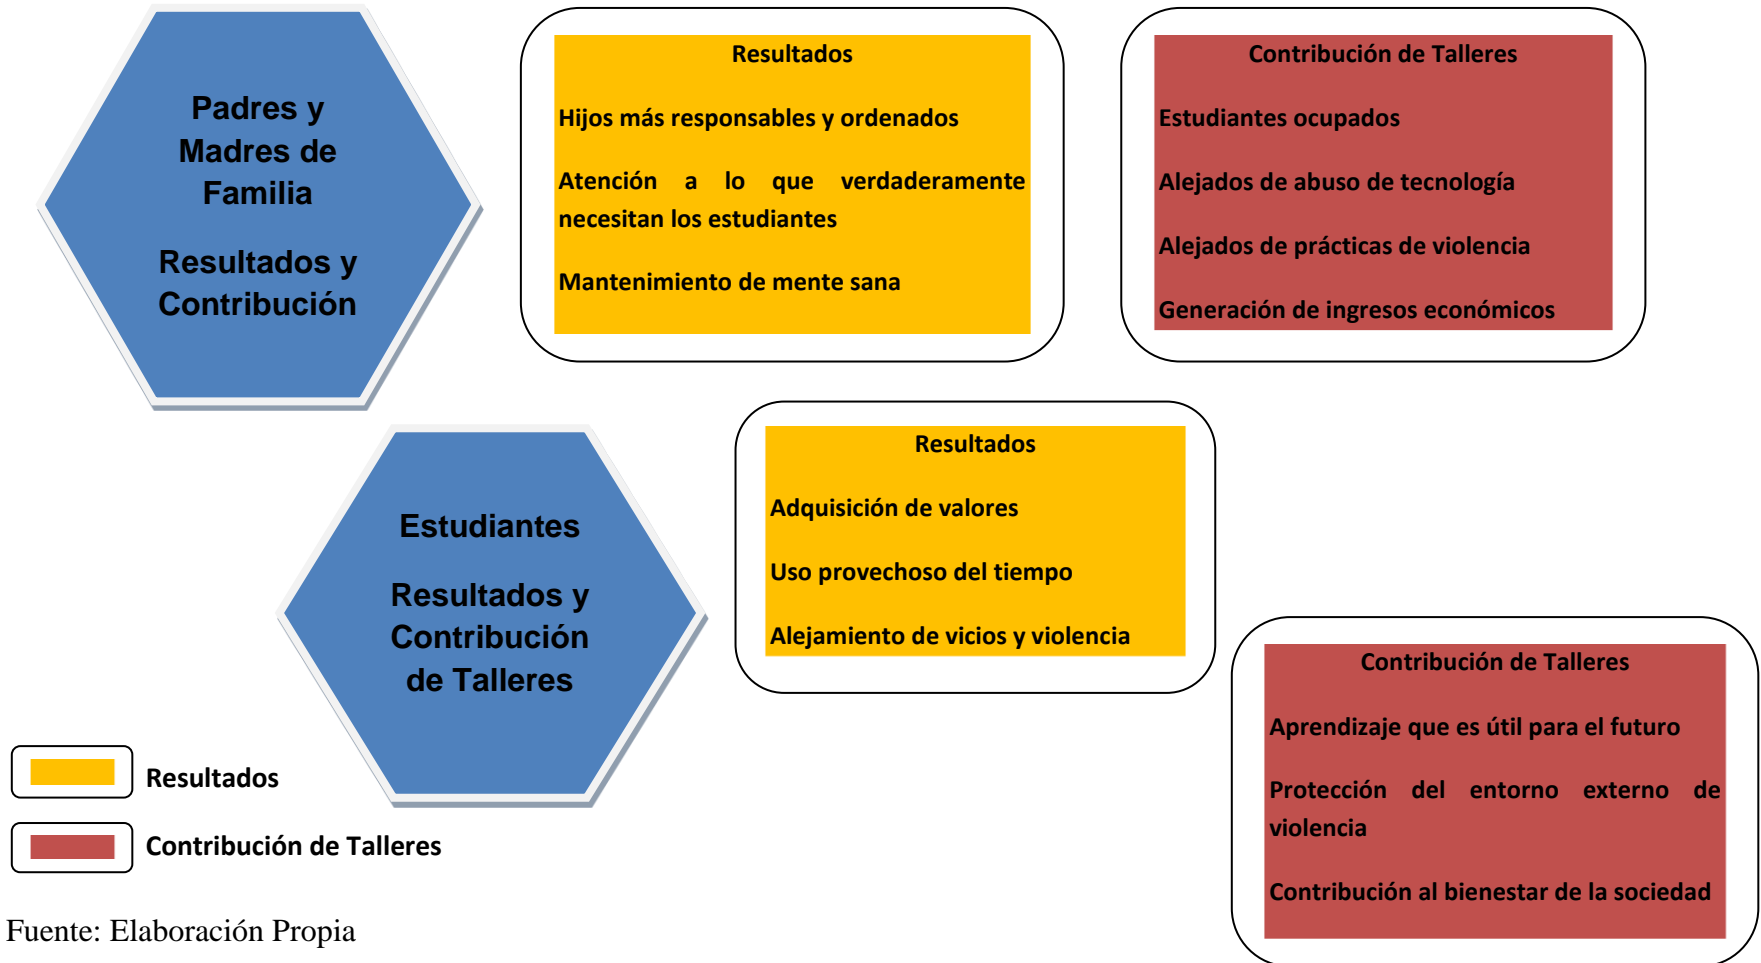 Padres y
Madres de
Familia
Resultados y
Contribución
Resultados
Hijos más responsables y ordenados
Atención a lo que verdaderamente
necesitan los estudiantes
Mantenimiento de mente sana
Contribución de Talleres
Estudiantes ocupados
Alejados de abuso de tecnología
Alejados de prácticas de violencia
Generación de ingresos económicos
Estudiantes
Resultados y
Contribución
de Talleres
Resultados
Adquisición de valores
Uso provechoso del tiempo
Alejamiento de vicios y violencia
Contribución de Talleres
Aprendizaje que es útil para el futuro
Protección del entorno externo de
violencia
Contribución al bienestar de la sociedad
Resultados
Contribución de Talleres
Fuente: Elaboración Propia